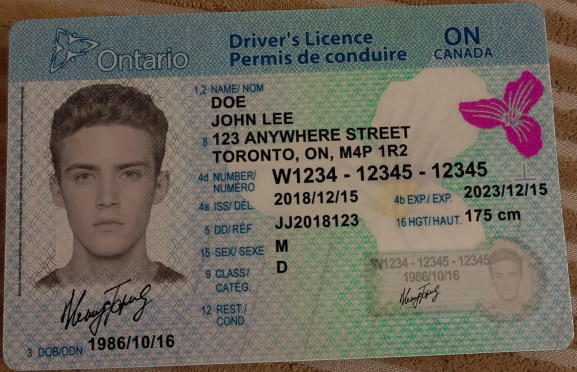 Ontario
Driver's Licence
Permis de conduire
ON
CANADA
1,2 NAME/ NOM
DOE
JOHN LEE
8 123 ANYWHERE STREET
TORONTO, ON, M4P 1R2
4d NUMBER/ NUMÉRO W1234 - 12345 - 12345
4a ISS/ DÉL. 2018/12/15 4b EXP./ EXP. 2023/12/15
5 DD/ RÉF JJ2018123 16 HGT/HAUT. 175 cm
15 SEX/ SEXE M
9 CLASS/ CATÉG. D
12 REST./ COND.
W1234 - 12345 - 12345
1986/10/16
3 DOB/DDN 1986/10/16